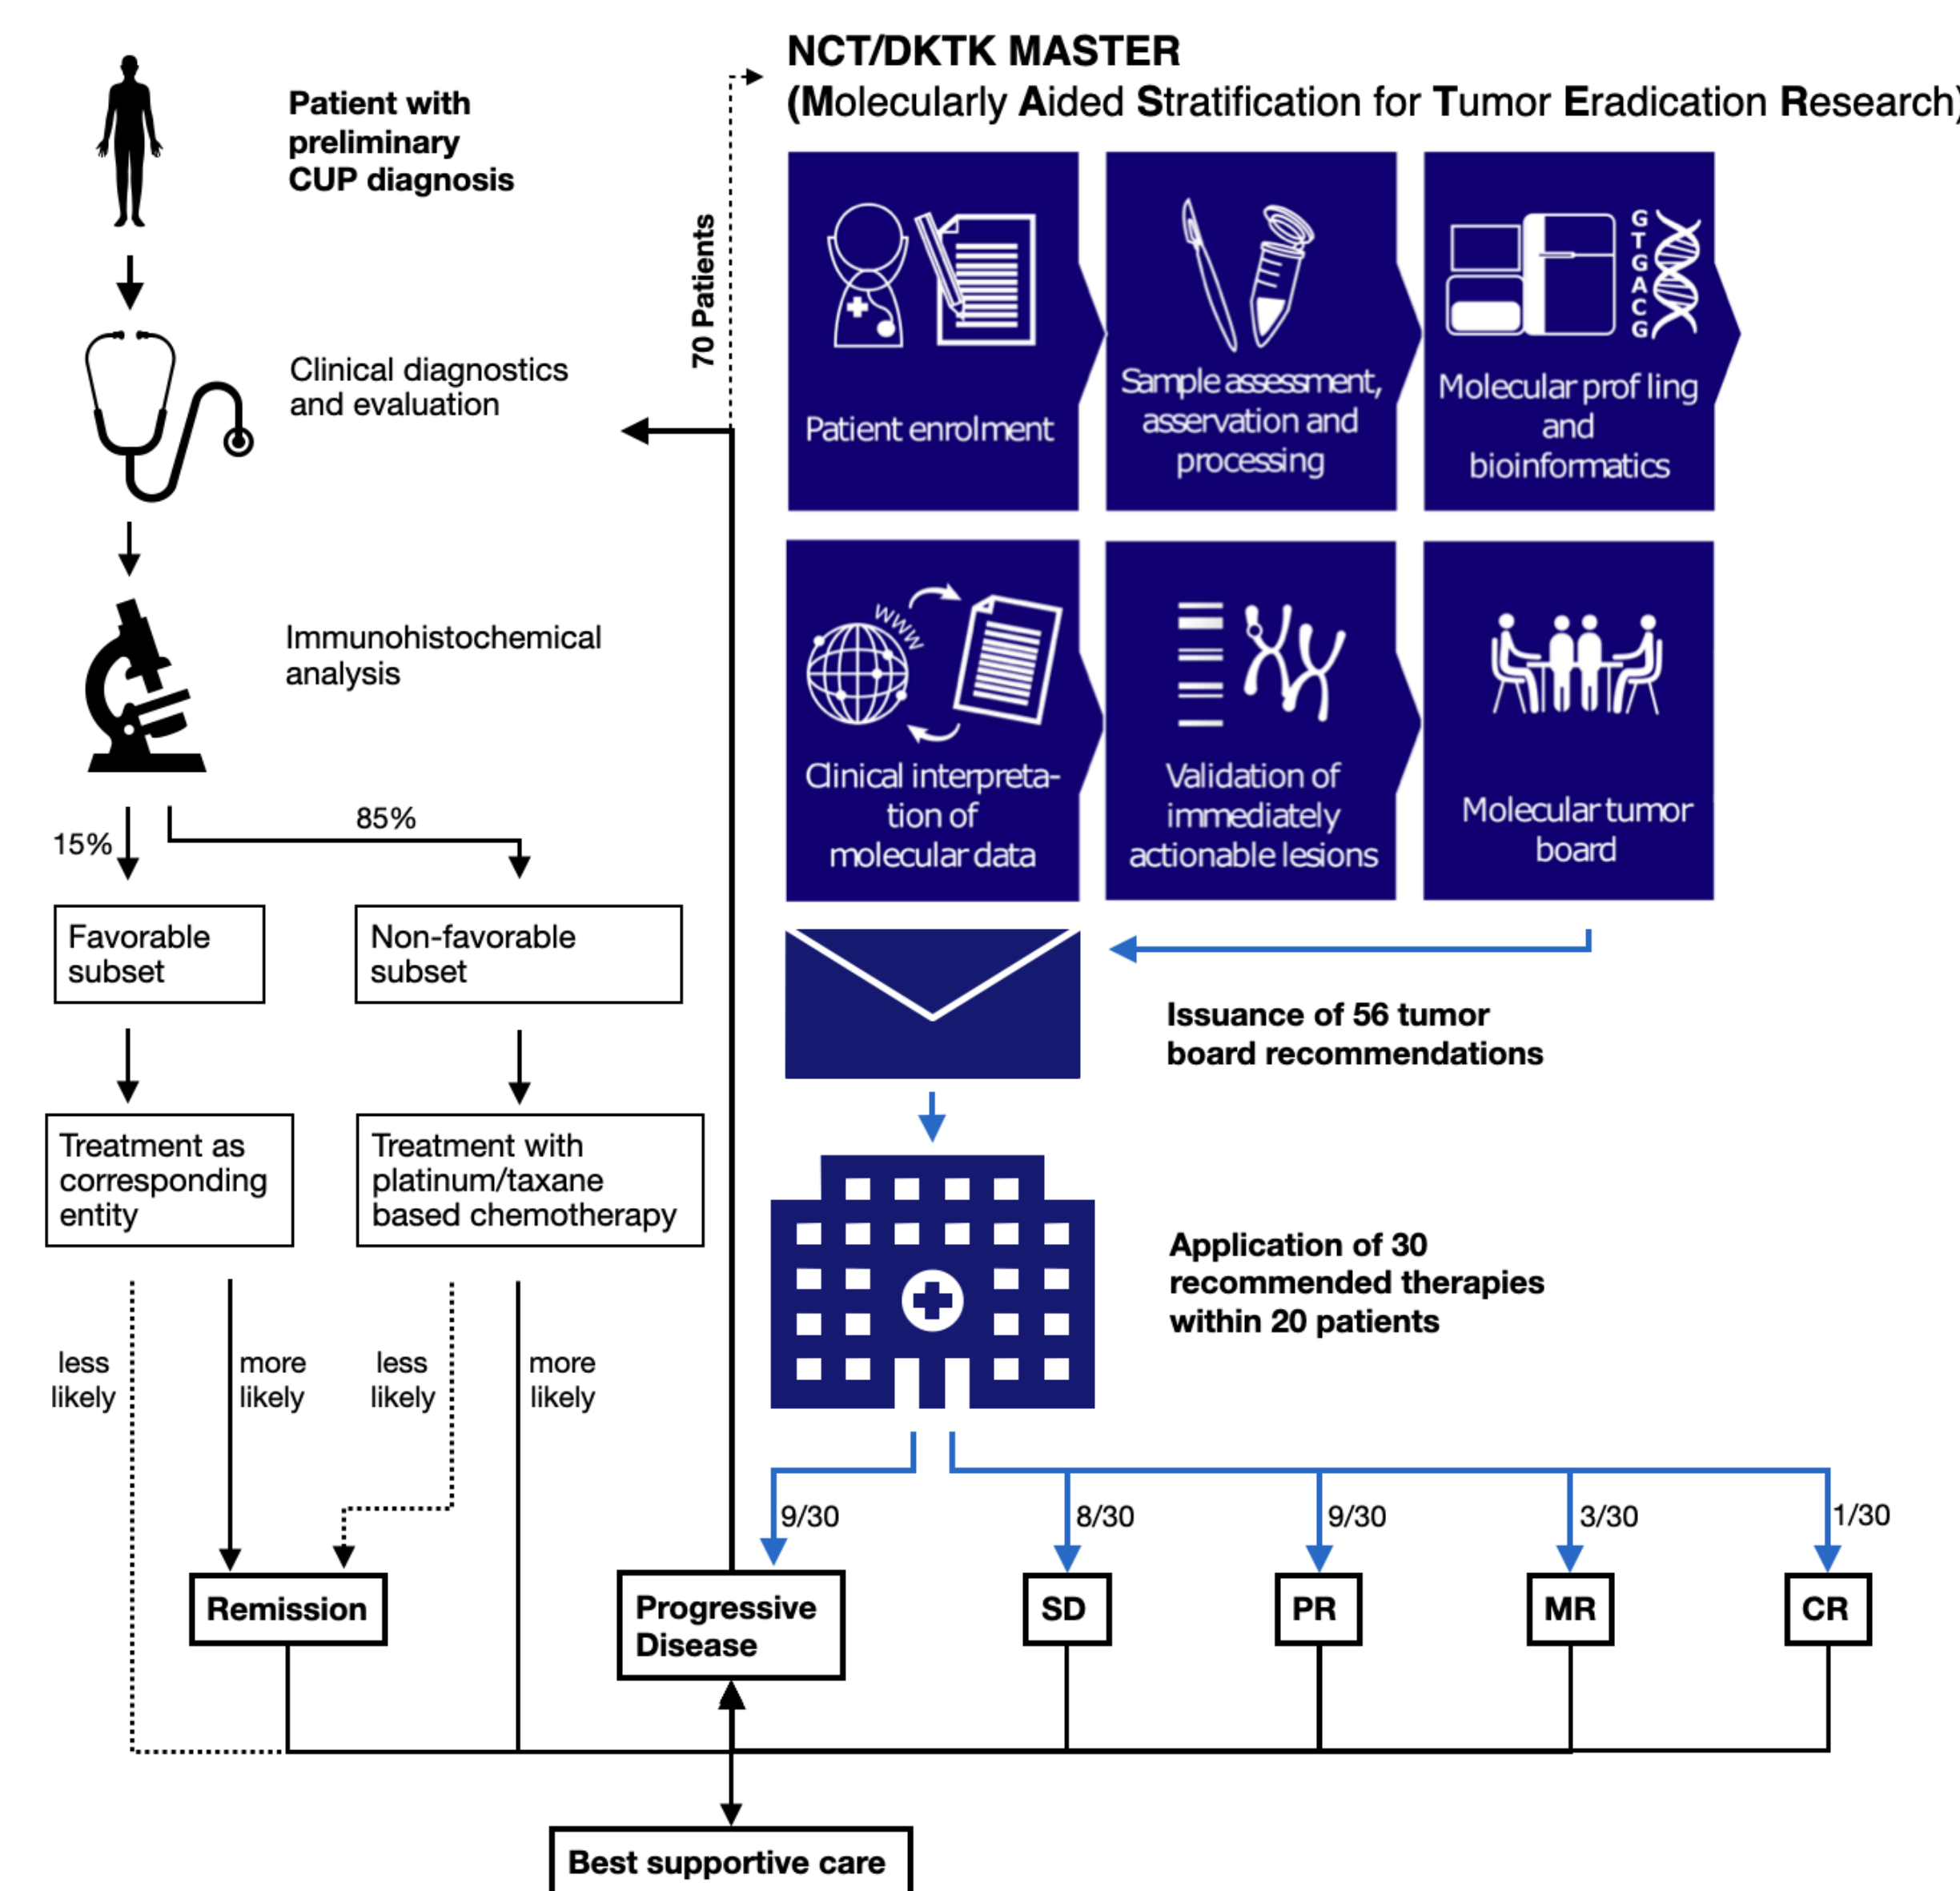 NCT/DKTK MASTER
(Molecularly Aided Stratification for Tumor Eradication Research)
Patient with
preliminary
CUP diagnosis
70 Patients
Clinical diagnostics
and evaluation
Immunohistochemical
analysis
15%
85%
Favorable
subset
Non-favorable
subset
Treatment as
corresponding
entity
Treatment with
platinum/taxane
based chemotherapy
less
likely
more
likely
less
likely
more
likely
Remission
G
T
G
A
C
G
Patient enrolment
Sample assessment,
asservation and
processing
Molecular prof ling
and
bioinformatics
WWW
Clinical interpreta-
tion of
molecular data
Validation of
immediately
actionable lesions
Molecular tumor
board
Issuance of 56 tumor
board recommendations
Application of 30
recommended therapies
within 20 patients
9/30
8/30
9/30
3/30
1/30
Progressive
Disease
SD
PR
MR
CR
Best supportive care